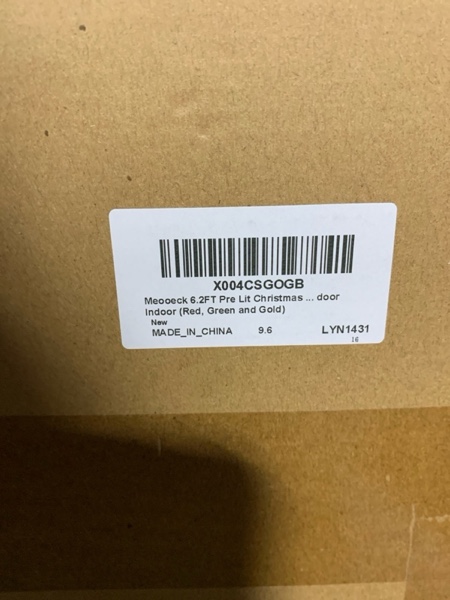 X004CSGOGB
Meooeck 6.2FT Pre Lit Christmas ... door
Indoor (Red, Green and Gold)
New
MADE_IN_CHINA 9.6 LYN1431
16